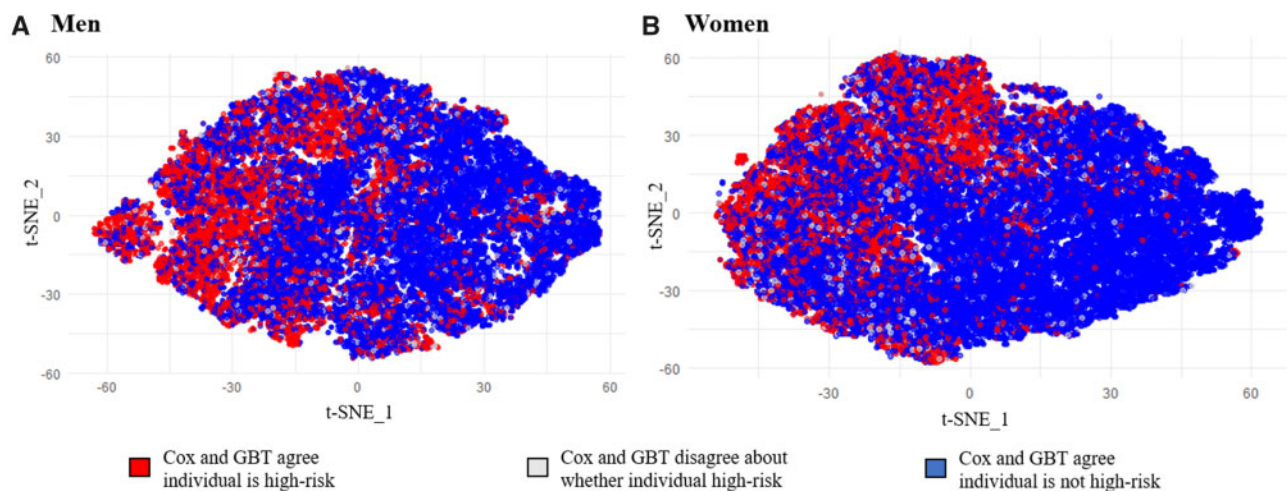 A Men
60
30
0
-30
-60
t-SNE_2
-60
-30
0
30
60
t-SNE_1
B Women
60
30
0
-30
-60
t-SNE_2
-30
0
30
60
t-SNE_1
Cox and GBT agree
individual is high-risk
Cox and GBT disagree about
whether individual high-risk
Cox and GBT agree
individual is not high-risk